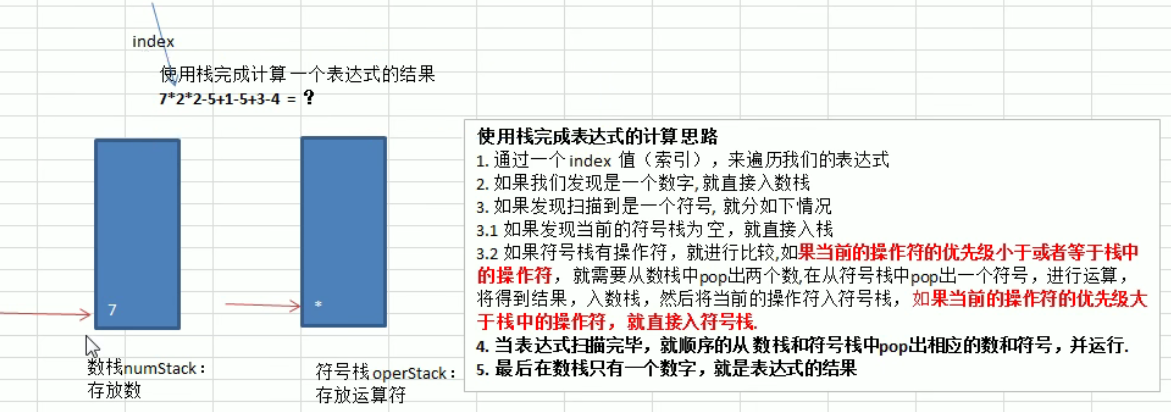 index
使用栈完成计算一个表达式的结果
7*2*2-5+1-5+3-4 = ?
7
*
数栈numStack：
存放数
符号栈operStack：
存放运算符
使用栈完成表达式的计算思路
1. 通过一个 index 值（索引），来遍历我们的表达式
2. 如果我们发现是一个数字, 就直接入数栈
3. 如果发现扫描到是一个符号, 就分如下情况
3.1 如果发现当前的符号栈为空，就直接入栈
3.2 如果符号栈有操作符，就进行比较,如果当前的操作符的优先级小于或者等于栈中
的操作符，就需要从数栈中pop出两个数,在从符号栈中pop出一个符号，进行运算，
将得到结果，入数栈，然后将当前的操作符入符号栈，如果当前的操作符的优先级大
于栈中的操作符，就直接入符号栈.
4. 当表达式扫描完毕，就顺序的从 数栈和符号栈中pop出相应的数和符号，并运行.
5. 最后在数栈只有一个数字，就是表达式的结果